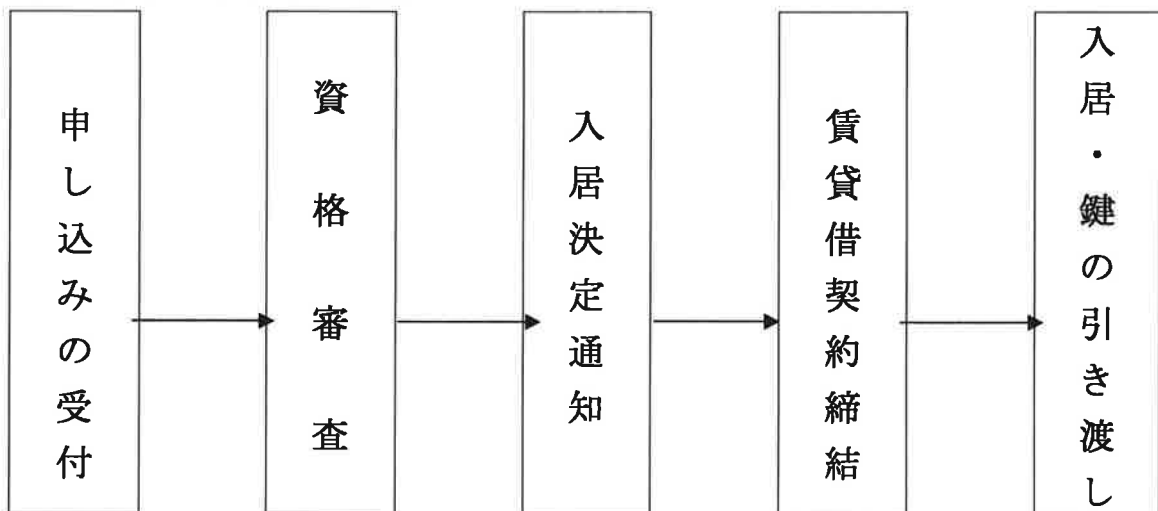 申し込みの受付
資格審査
入居決定通知
賃貸借契約締結
入居・鍵の引き渡し